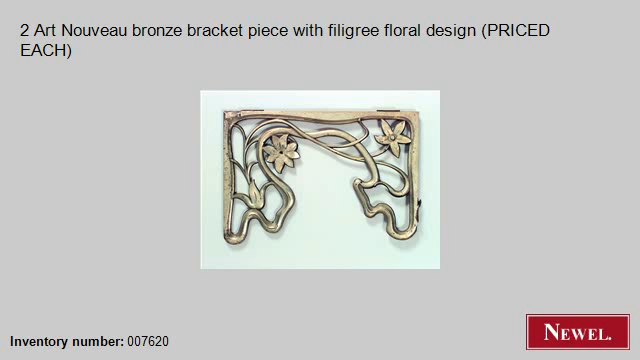 2 Art Nouveau bronze bracket piece with filigree floral design (PRICED
EACH)
Inventory number: 007620
NEWEL.